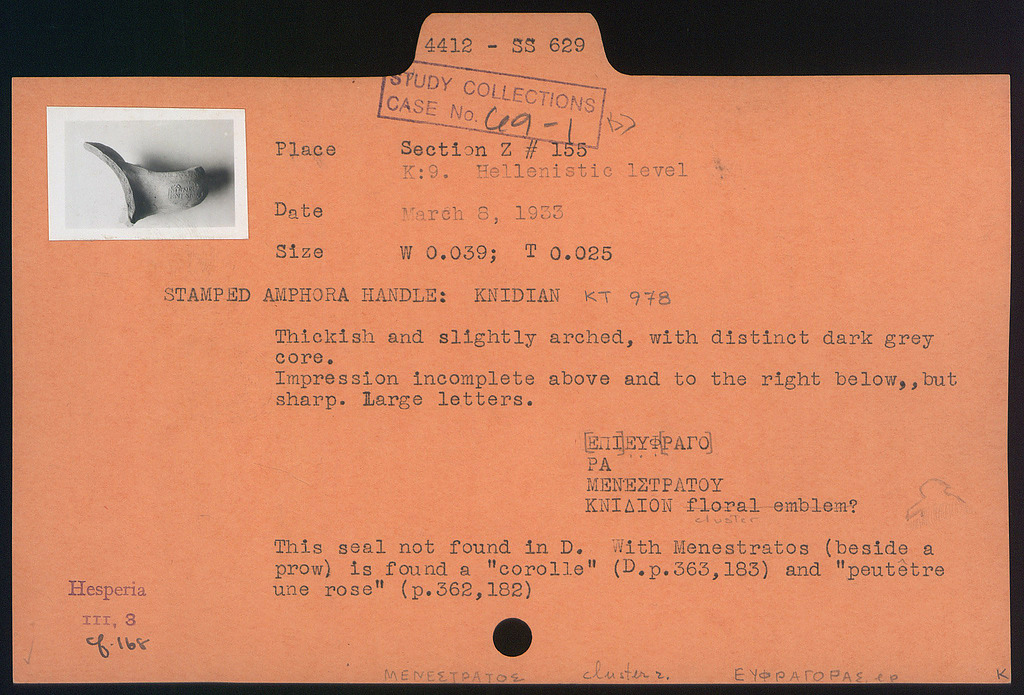 4412 - SS 629
STUDY COLLECTIONS
CASE No. 69-1
Place Section Z # 155
K:9. Hellenistic level
Date March 8, 1933
Size W 0.039; T 0.025
STAMPED AMPHORA HANDLE: KNIDIAN KT 978
Thickish and slightly arched, with distinct dark grey
core.
Impression incomplete above and to the right below,,but
sharp. Large letters.
[ΕΠΙ]ΕΥΦ[ΡΑΓΟ]
ΡΑ
ΜΕΝΕΣΤΡΑΤΟΥ
ΚΝΙΔΙΟΝ floral emblem?
cluster
This seal not found in D. With Menestratos (beside a
prow) is found a "corolle" (D.p.363,183) and "peutêtre
une rose" (p.362,182)
Hesperia
III, 3
cf. 168
ΜΕΝΕΣΤΡΑΤΟΣ cluster r. ΕΥΦΡΑΓΟΡΑΣ ep K